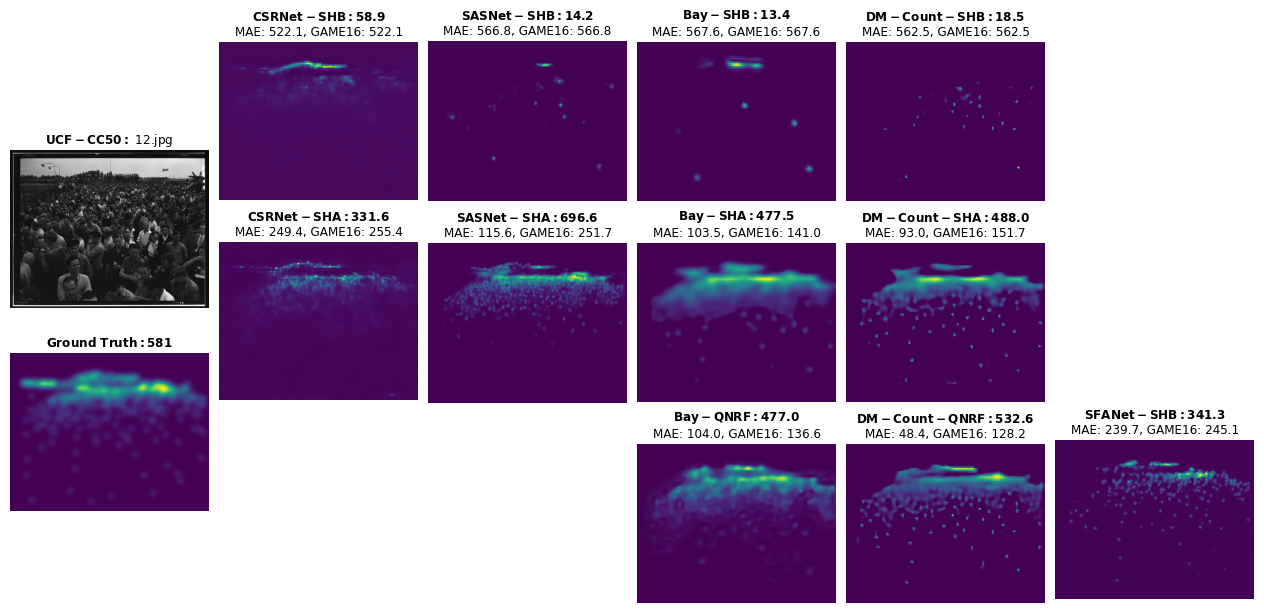 CSRNet−SHB: 58.9
MAE: 522.1, GAME16: 522.1
SASNet−SHB: 14.2
MAE: 566.8, GAME16: 566.8
Bay−SHB: 13.4
MAE: 567.6, GAME16: 567.6
DM−Count−SHB: 18.5
MAE: 562.5, GAME16: 562.5
UCF−CC50: 12.jpg
CSRNet−SHA: 331.6
MAE: 249.4, GAME16: 255.4
SASNet−SHA: 696.6
MAE: 115.6, GAME16: 251.7
Bay−SHA: 477.5
MAE: 103.5, GAME16: 141.0
DM−Count−SHA: 488.0
MAE: 93.0, GAME16: 151.7
Ground Truth: 581
Bay−QNRF: 477.0
MAE: 104.0, GAME16: 136.6
DM−Count−QNRF: 532.6
MAE: 48.4, GAME16: 128.2
SFANet−SHB: 341.3
MAE: 239.7, GAME16: 245.1